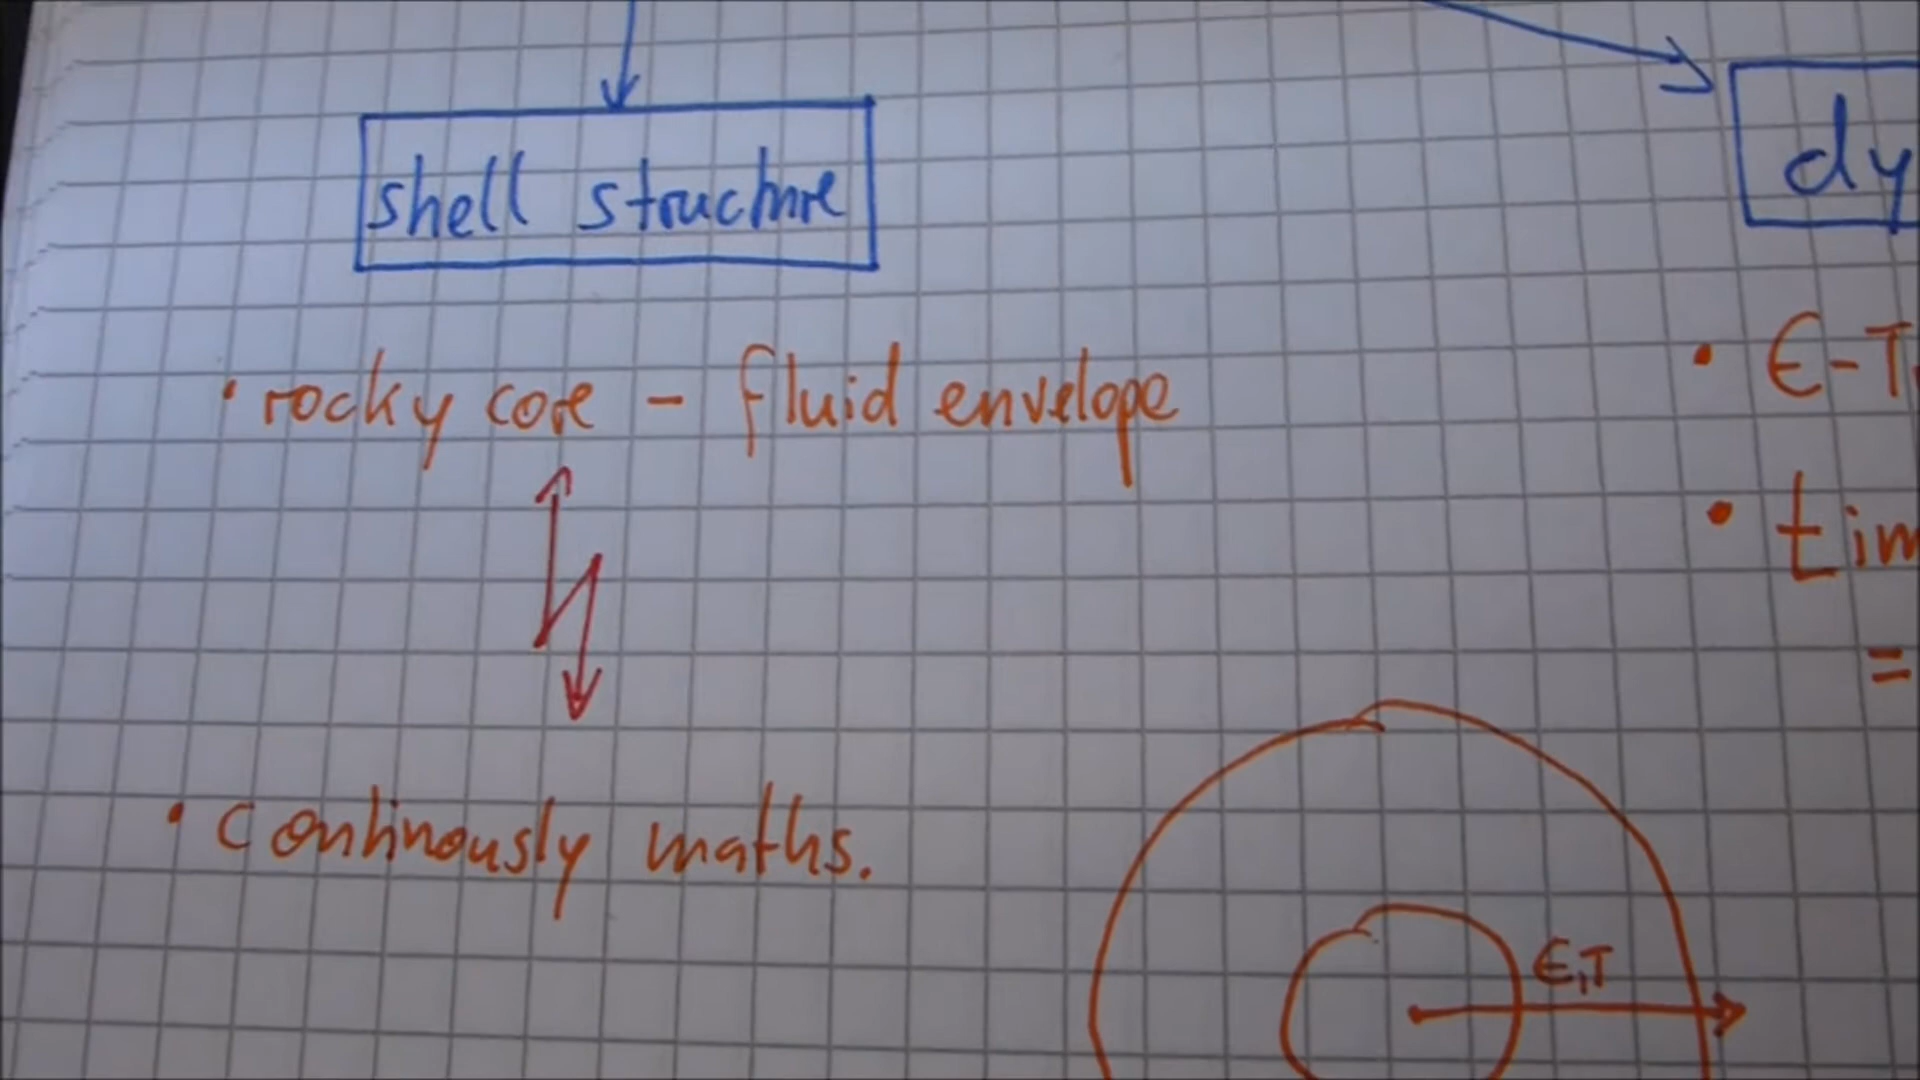 shell structure
dy
• rocky core - fluid envelope
• E-T
• tim
=
• continously maths.
E,T